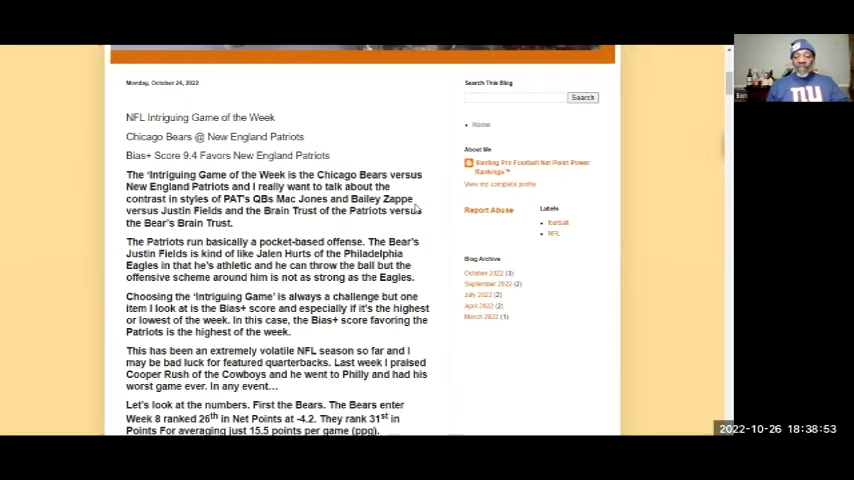 Monday, October 24, 2022
NFL Intriguing Game of the Week
Chicago Bears @ New England Patriots
Bias+ Score 9.4 Favors New England Patriots
The 'Intriguing Game of the Week is the Chicago Bears versus
New England Patriots and I really want to talk about the
contrast in styles of PAT's QBs Mac Jones and Bailey Zappe
versus Justin Fields and the Brain Trust of the Patriots versus
the Bear's Brain Trust.
The Patriots run basically a pocket-based offense. The Bear's
Justin Fields is kind of like Jalen Hurts of the Philadelphia
Eagles in that he's athletic and he can throw the ball but the
offensive scheme around him is not as strong as the Eagles.
Choosing the 'Intriguing Game' is always a challenge but one
item I look at is the Bias+ score and especially if it's the highest
or lowest of the week. In this case, the Bias+ score favoring the
Patriots is the highest of the week.
This has been an extremely volatile NFL season so far and I
may be bad luck for featured quarterbacks. Last week I praised
Cooper Rush of the Cowboys and he went to Philly and had his
worst game ever. In any event…
Let's look at the numbers. First the Bears. The Bears enter
Week 8 ranked 26th in Net Points at -4.2. They rank 31st in
Points For averaging just 15.5 points per game (ppg).
Search This Blog
Search
Home
About Me
Sterling Pro Football Net Point Power
Rankings™
View my complete profile
Report Abuse
Labels
football
NFL
Blog Archive
October 2022 (3)
September 2022 (2)
July 2022 (2)
April 2022 (2)
March 2022 (1)
Ben
2022-10-26 18:38:53